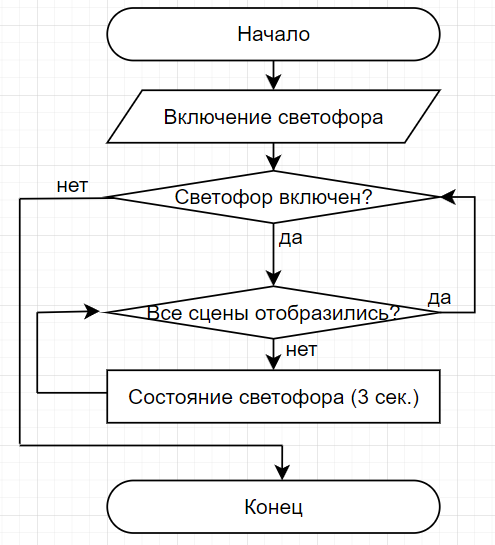 Начало
Включение светофора
Светофор включен?
нет
да
Все сцены отобразились?
да
нет
Состояние светофора (3 сек.)
Конец